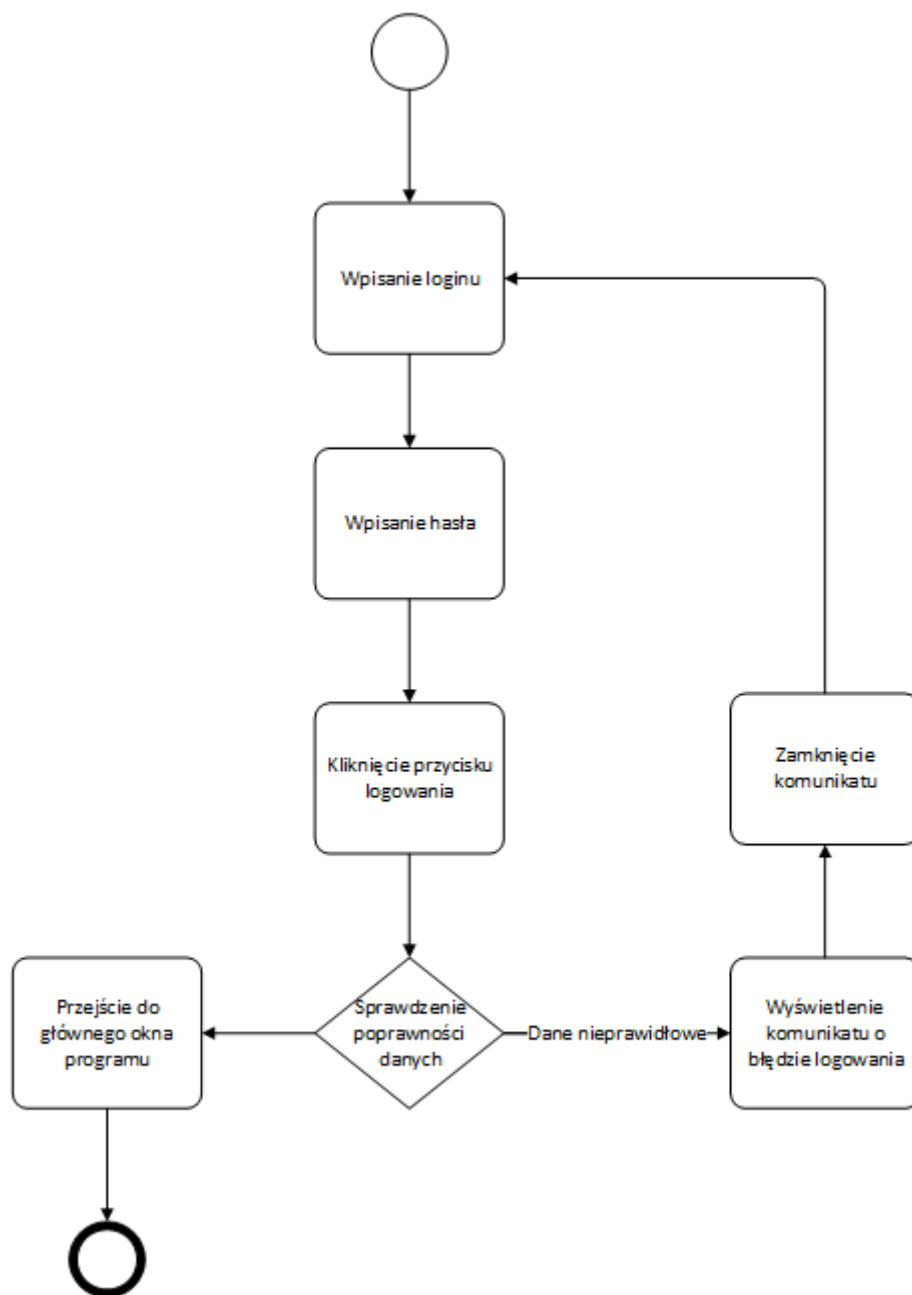 Wpisanie loginu
Wpisanie hasła
Kliknięcie przycisku
logowania
Zamknięcie
komunikatu
Przejście do
głównego okna
programu
Sprawdzenie
poprawności
danych
Dane nieprawidłowe
Wyświetlenie
komunikatu o
błędzie logowania